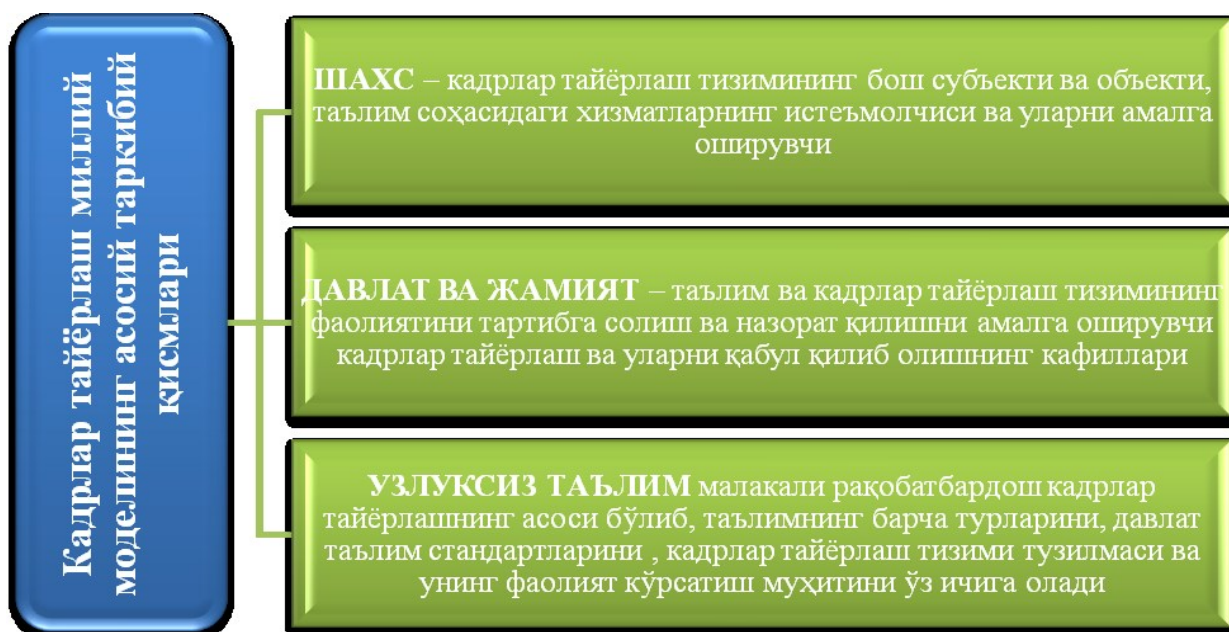 Кадрлар тайёрлаш миллий
моделининг асосий таркибий
қисмлари
ШАХС – кадрлар тайёрлаш тизимининг бош субъекти ва объекти,
таълим соҳасидаги хизматларнинг истеъмолчиси ва уларни амалга
оширувчи
ДАВЛАТ ВА ЖАМИЯТ – таълим ва кадрлар тайёрлаш тизимининг
фаолиятини тартибга солиш ва назорат қилишни амалга оширувчи
кадрлар тайёрлаш ва уларни қабул қилиб олишнинг кафиллари
УЗЛУКСИЗ ТАЪЛИМ малакали рақобатбардош кадрлар
тайёрлашнинг асоси бўлиб, таълимнинг барча турларини, давлат
таълим стандартларини , кадрлар тайёрлаш тизими тузилмаси ва
унинг фаолият кўрсатиш муҳитини ўз ичига олади